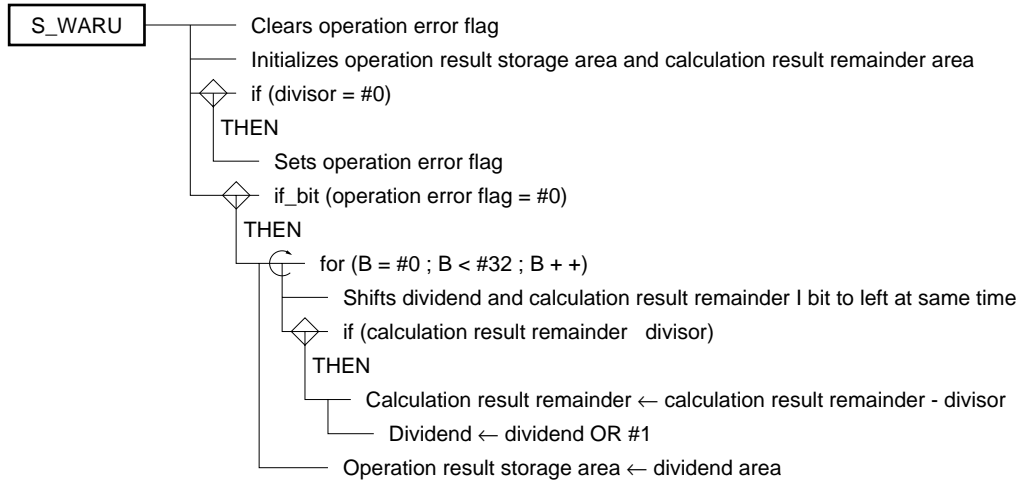 S_WARU
Clears operation error flag
Initializes operation result storage area and calculation result remainder area
if (divisor = #0)
THEN
Sets operation error flag
if_bit (operation error flag = #0)
THEN
for (B = #0 ; B < #32 ; B + +)
Shifts dividend and calculation result remainder I bit to left at same time
if (calculation result remainder   divisor)
THEN
Calculation result remainder ← calculation result remainder - divisor
Dividend ← dividend OR #1
Operation result storage area ← dividend area